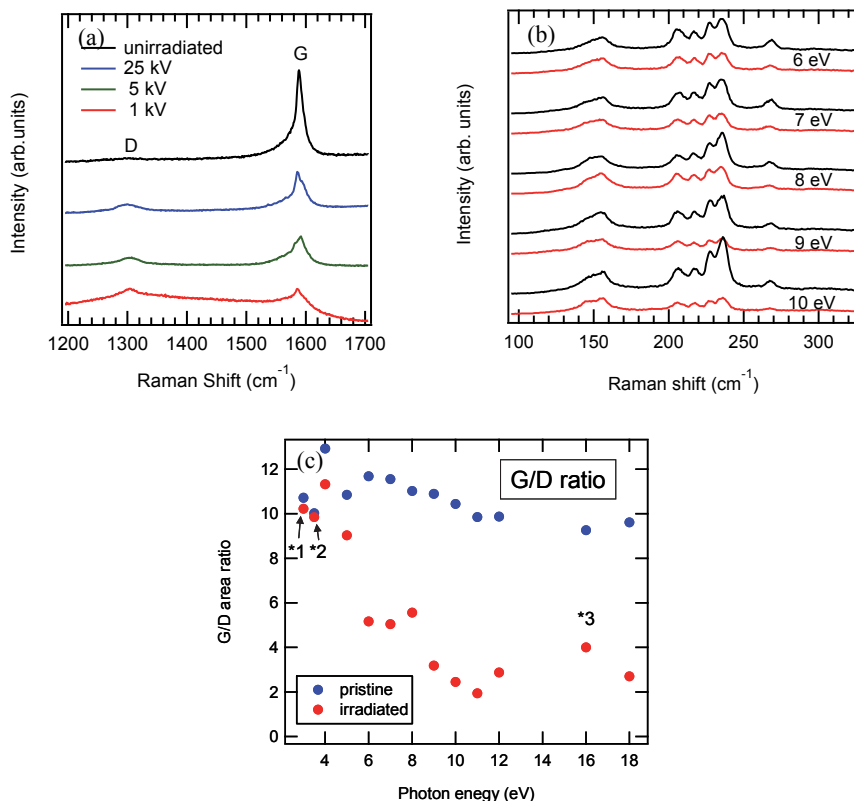 (a)
unirradiated
25 kV
5 kV
1 kV
G
D
Intensity (arb.units)
1200 1300 1400 1500 1600 1700
Raman Shift (cm-1)
(b)
6 eV
7 eV
8 eV
9 eV
10 eV
Intensity (arb. units)
100 150 200 250 300
Raman shift (cm-1)
(c)
G/D ratio
12
10
8
6
4
2
0
*1
*2
*3
G/D area ratio
pristine
irradiated
4 6 8 10 12 14 16 18
Photon enegy (eV)